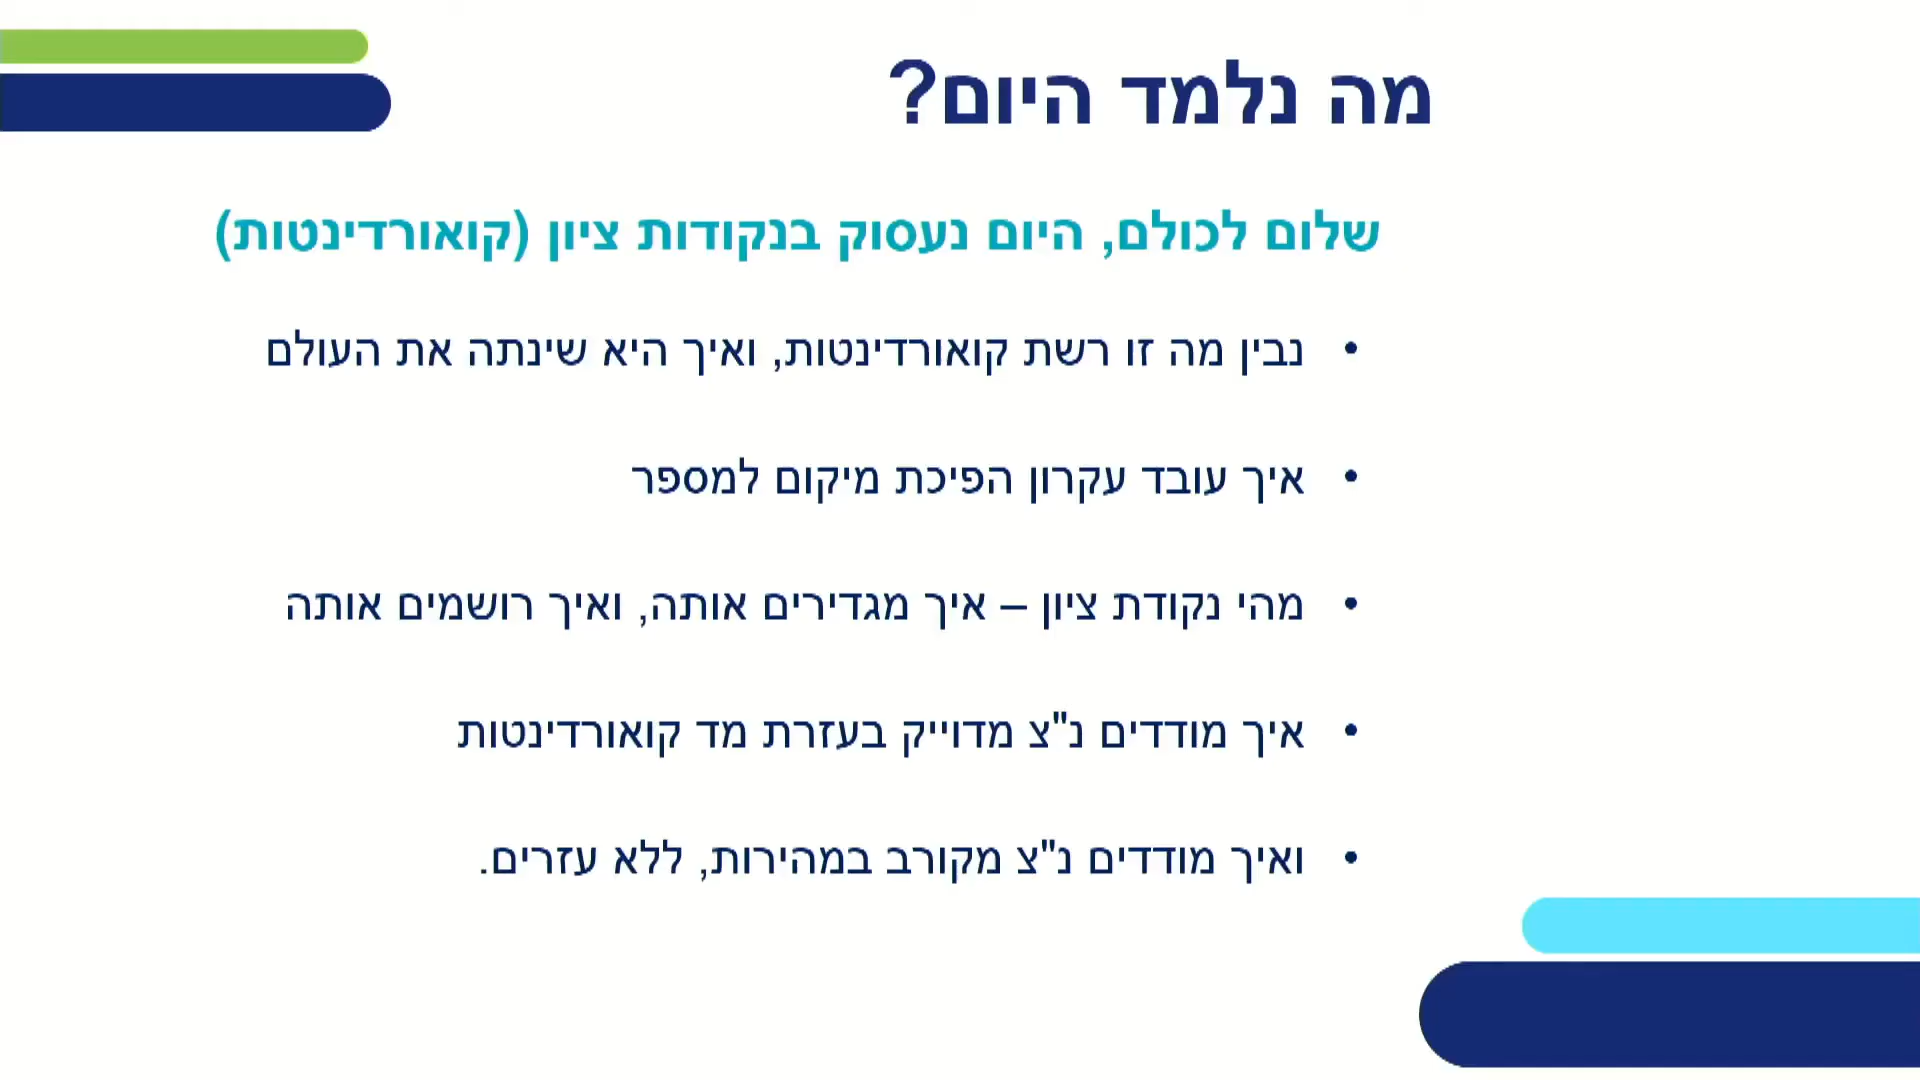 מה נלמד היום?
שלום לכולם, היום נעסוק בנקודות ציון (קואורדינטות)
• נבין מה זו רשת קואורדינטות, ואיך היא שינתה את העולם
• איך עובד עקרון הפיכת מיקום למספר
• מהי נקודת ציון – איך מגדירים אותה, ואיך רושמים אותה
• איך מודדים נ"צ מדוייק בעזרת מד קואורדינטות
• ואיך מודדים נ"צ מקורב במהירות, ללא עזרים.